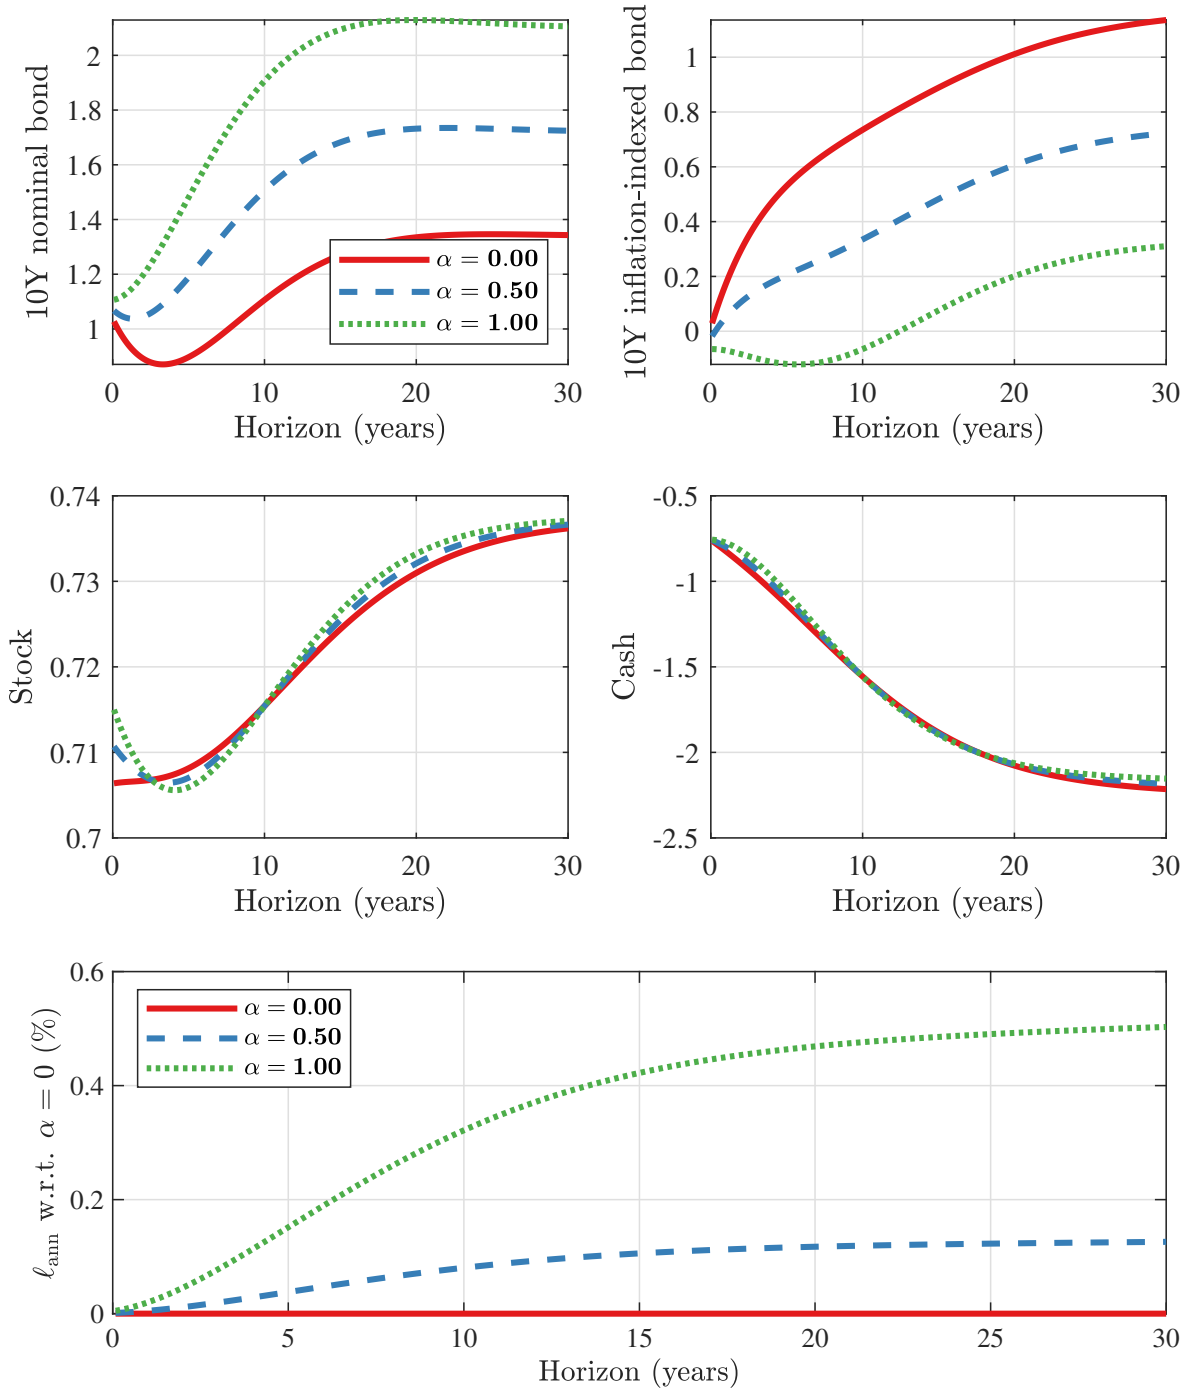 10Y nominal bond
2
1.8
1.6
1.4
1.2
1
α = 0.00
α = 0.50
α = 1.00
0 10 20 30
Horizon (years)
10Y inflation-indexed bond
1
0.8
0.6
0.4
0.2
0
0 10 20 30
Horizon (years)
Stock
0.74
0.73
0.72
0.71
0.7
0 10 20 30
Horizon (years)
Cash
-0.5
-1
-1.5
-2
-2.5
0 10 20 30
Horizon (years)
ℓann w.r.t. α = 0 (%)
0.6
0.4
0.2
0
α = 0.00
α = 0.50
α = 1.00
0 5 10 15 20 25 30
Horizon (years)